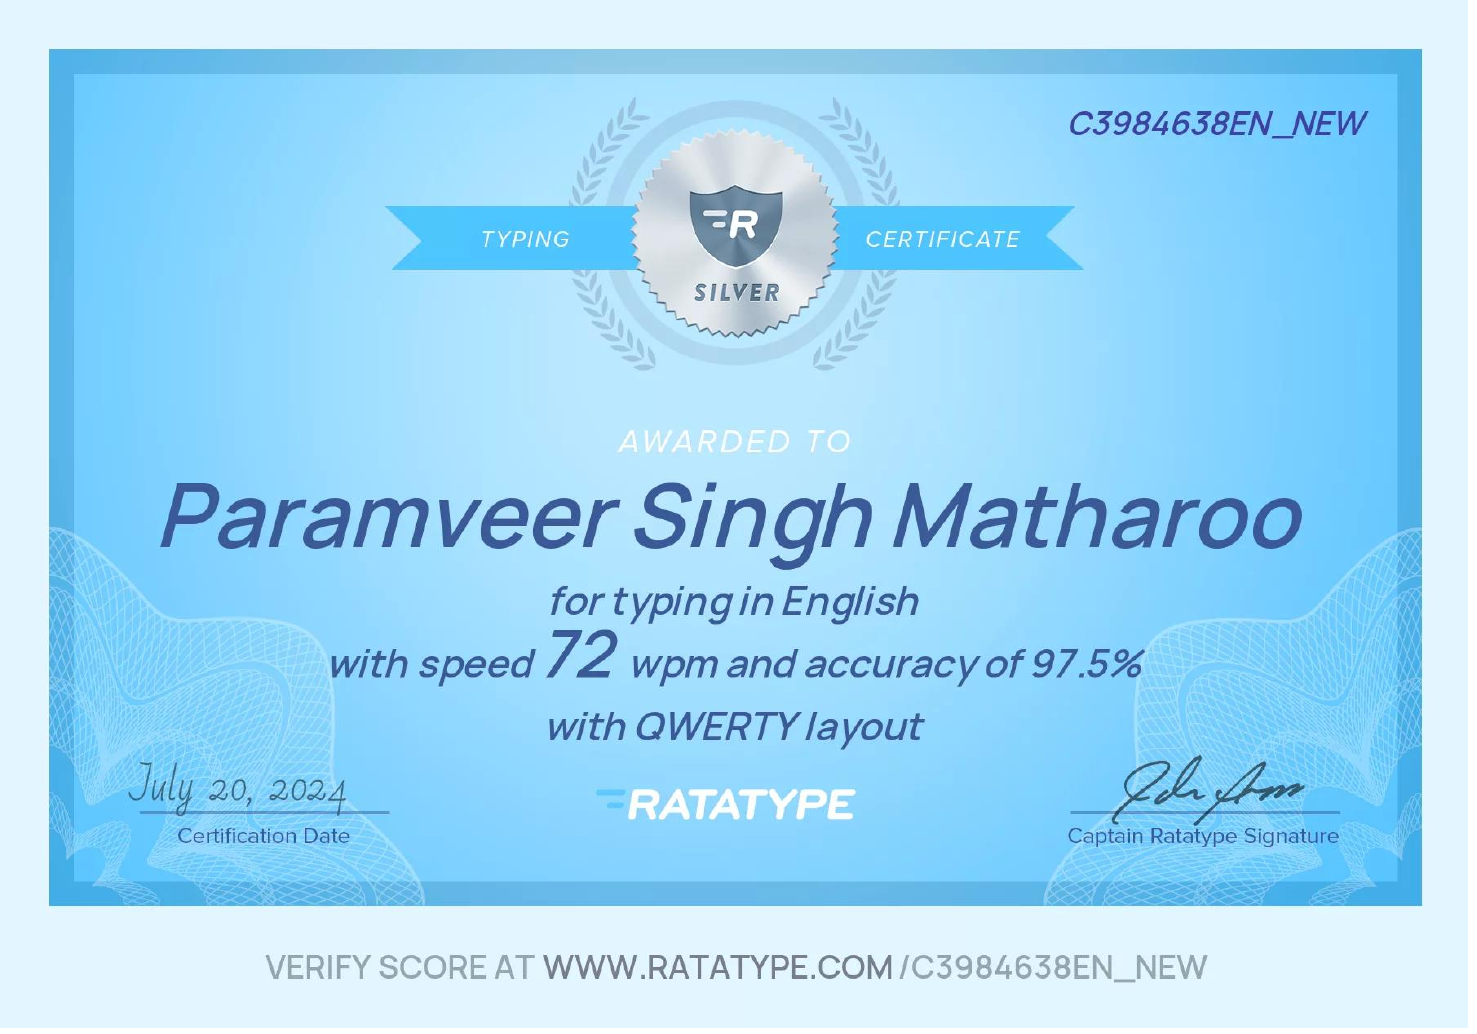 C3984638EN_NEW
TYPING
CERTIFICATE
R
SILVER
AWARDED TO
Paramveer Singh Matharoo
for typing in English
with speed 72 wpm and accuracy of 97.5%
with QWERTY layout
July 20, 2024
Certification Date
RATATYPE
Captain Ratatype Signature
VERIFY SCORE AT WWW.RATATYPE.COM/C3984638EN_NEW